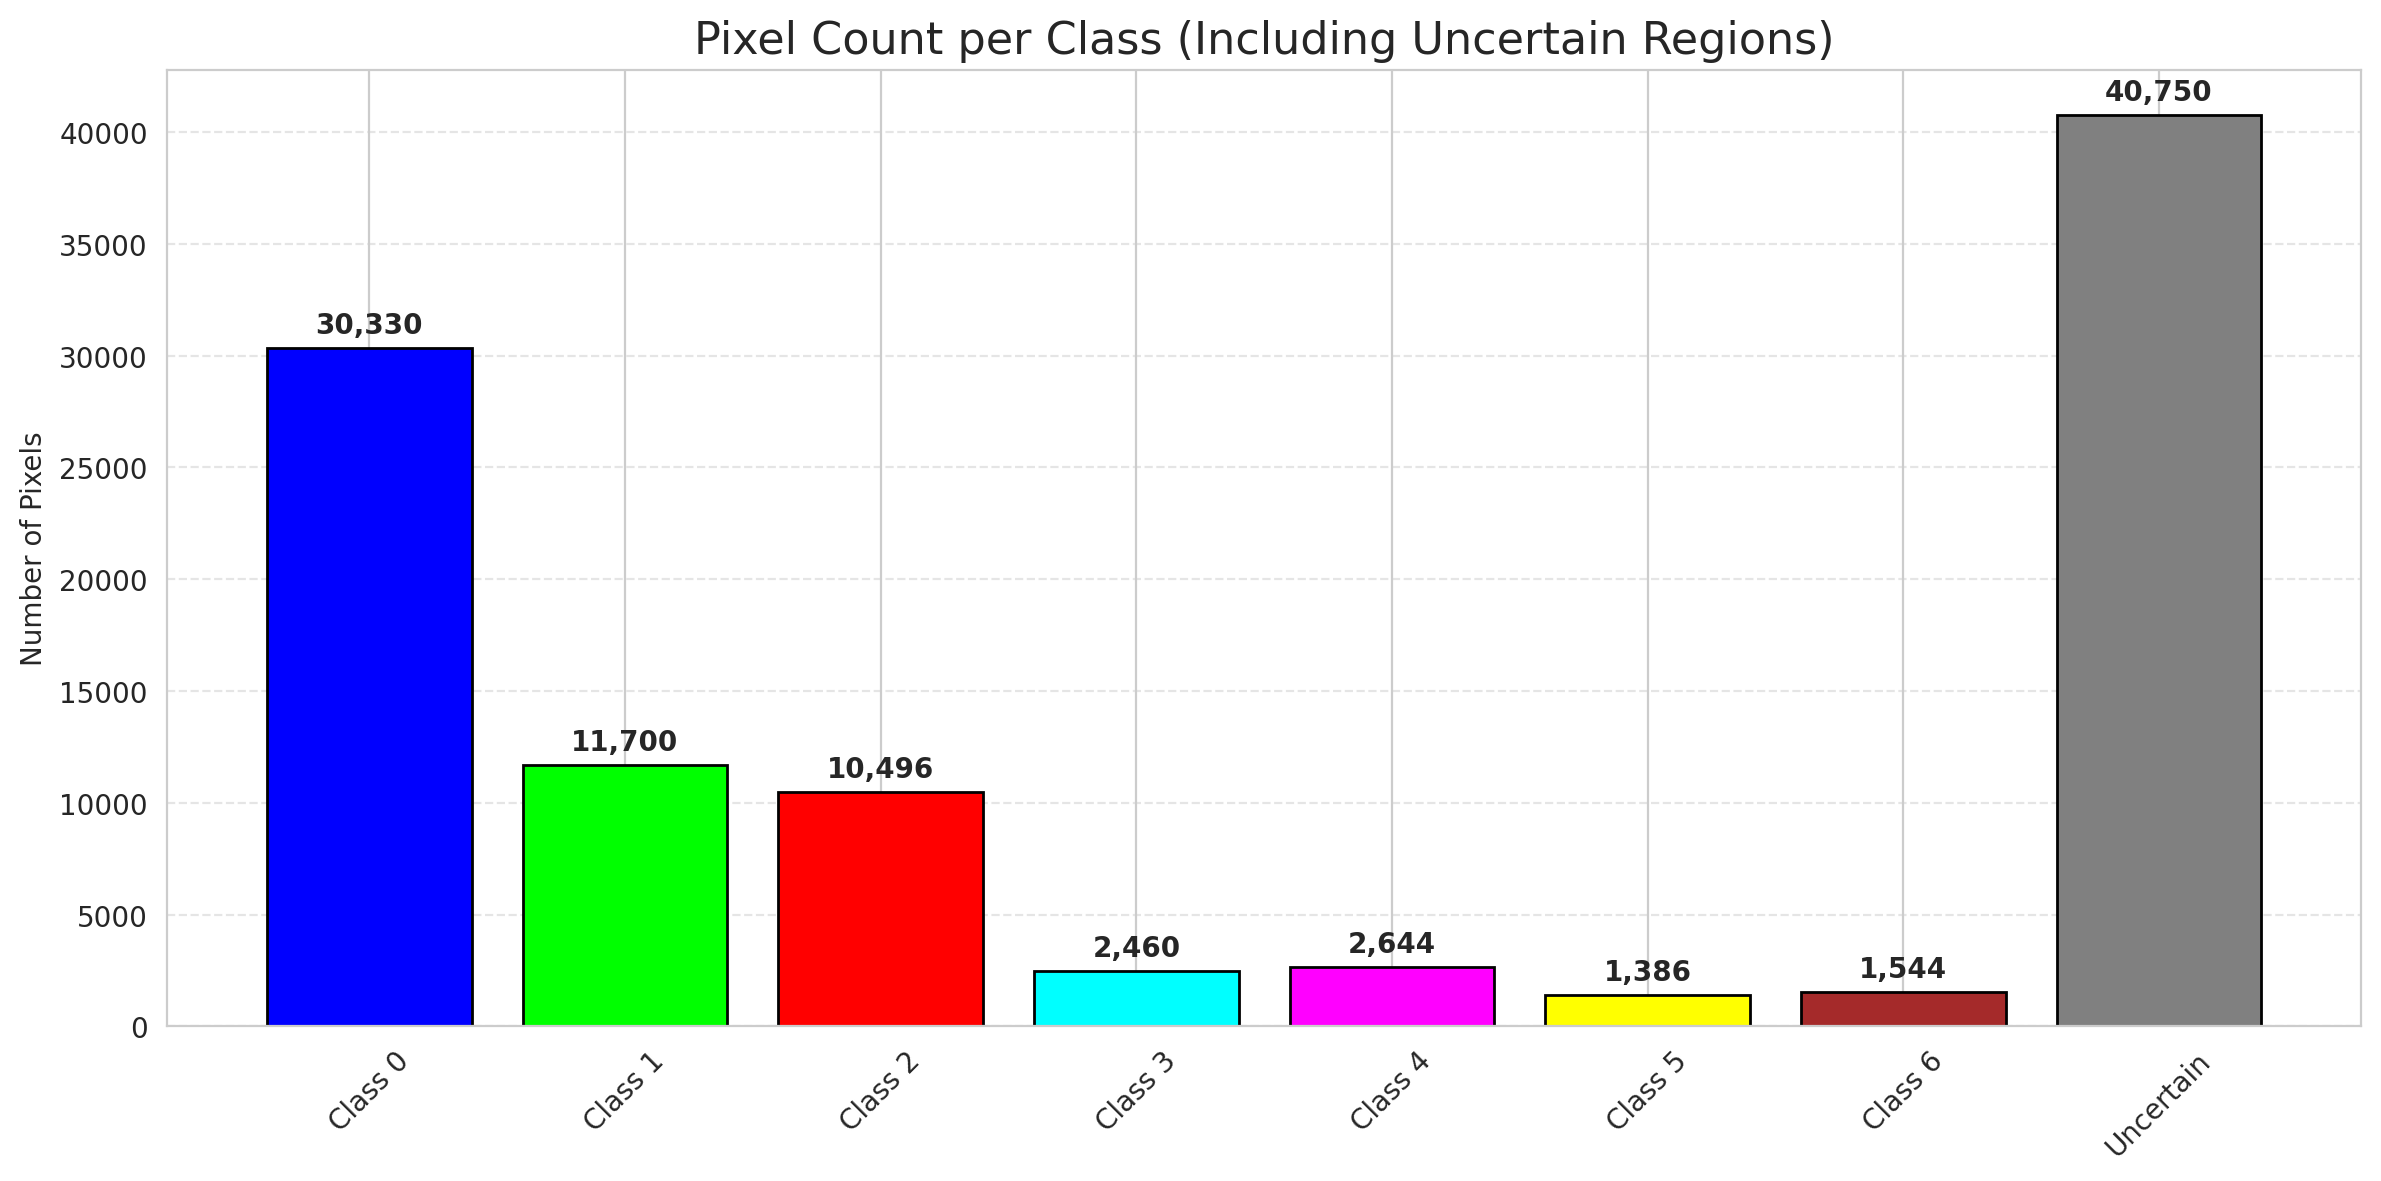 Pixel Count per Class (Including Uncertain Regions)
Number of Pixels
40000
35000
30000
25000
20000
15000
10000
5000
0
30,330
11,700
10,496
2,460
2,644
1,386
1,544
40,750
Class 0
Class 1
Class 2
Class 3
Class 4
Class 5
Class 6
Uncertain